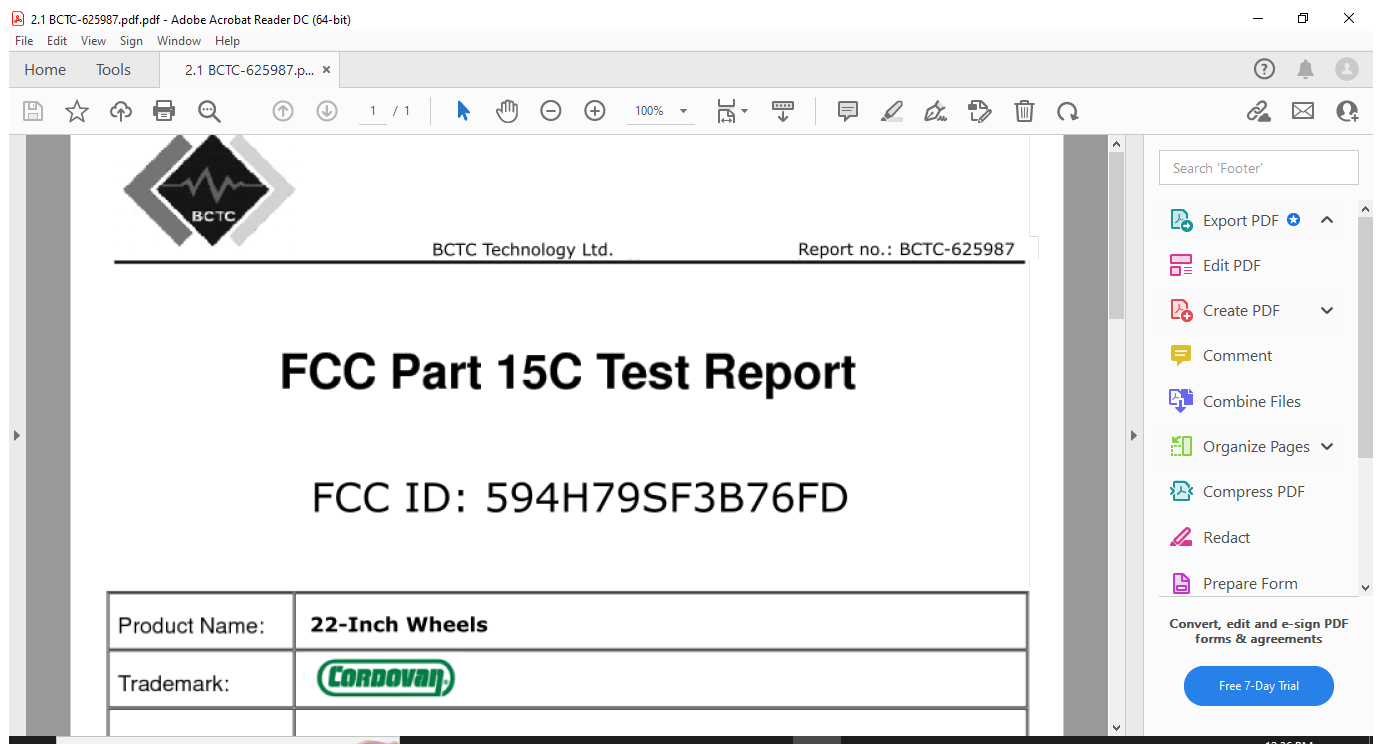 2.1 BCTC-625987.pdf.pdf - Adobe Acrobat Reader DC (64-bit)
File Edit View Sign Window Help
Home Tools 2.1 BCTC-625987.p... ×
1 / 1 100%
Search 'Footer'
BCTC
BCTC Technology Ltd. Report no.: BCTC-625987
FCC Part 15C Test Report
FCC ID: 594H79SF3B76FD
Product Name: 22-Inch Wheels
Trademark: CORDOVAN
Export PDF
Edit PDF
Create PDF
Comment
Combine Files
Organize Pages
Compress PDF
Redact
Prepare Form
Convert, edit and e-sign PDF
forms & agreements
Free 7-Day Trial